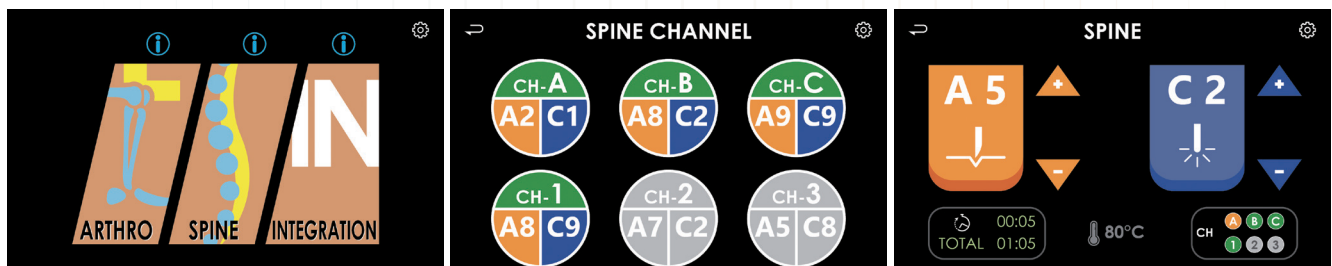 IN
ARTHRO SPINE INTEGRATION
SPINE CHANNEL
CH-A
A2 C1
CH-B
A8 C2
CH-C
A9 C9
CH-1
A8 C9
CH-2
A7 C2
CH-3
A5 C8
SPINE
A 5
+
-
C 2
+
-
00:05
TOTAL 01:05
80°C
CH
A B C
1 2 3